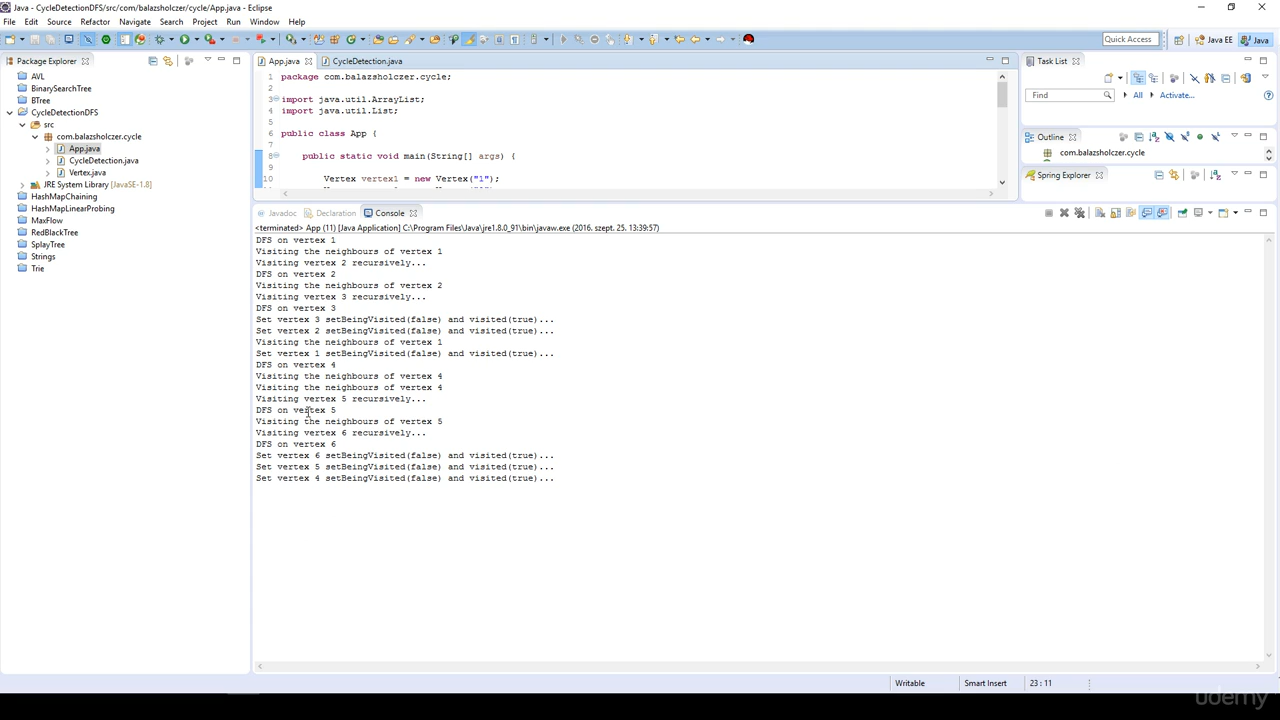 Java - CycleDetectionDFS/src/com/balazsholczer/cycle/App.java - Eclipse
File Edit Source Refactor Navigate Search Project Run Window Help
Quick Access Java EE Java
Package Explorer
AVL
BinarySearchTree
BTree
CycleDetectionDFS
src
com.balazsholczer.cycle
App.java
CycleDetection.java
Vertex.java
JRE System Library [JavaSE-1.8]
HashMapChaining
HashMapLinearProbing
MaxFlow
RedBlackTree
SplayTree
Strings
Trie
App.java CycleDetection.java
1 package com.balazsholczer.cycle;
2
3 import java.util.ArrayList;
4 import java.util.List;
5
6 public class App {
7
8 public static void main(String[] args) {
9
10 Vertex vertex1 = new Vertex("1");
Task List
Find All Activate...
Outline
com.balazsholczer.cycle
Spring Explorer
Javadoc Declaration Console
<terminated> App (11) [Java Application] C:\Program Files\Java\jre1.8.0_91\bin\javaw.exe (2016. szept. 25. 13:39:57)
DFS on vertex 1
Visiting the neighbours of vertex 1
Visiting vertex 2 recursively...
DFS on vertex 2
Visiting the neighbours of vertex 2
Visiting vertex 3 recursively...
DFS on vertex 3
Set vertex 3 setBeingVisited(false) and visited(true)...
Set vertex 2 setBeingVisited(false) and visited(true)...
Visiting the neighbours of vertex 1
Set vertex 1 setBeingVisited(false) and visited(true)...
DFS on vertex 4
Visiting the neighbours of vertex 4
Visiting the neighbours of vertex 4
Visiting vertex 5 recursively...
DFS on vertex 5
Visiting the neighbours of vertex 5
Visiting vertex 6 recursively...
DFS on vertex 6
Set vertex 6 setBeingVisited(false) and visited(true)...
Set vertex 5 setBeingVisited(false) and visited(true)...
Set vertex 4 setBeingVisited(false) and visited(true)...
Writable Smart Insert 23 : 11
udemy